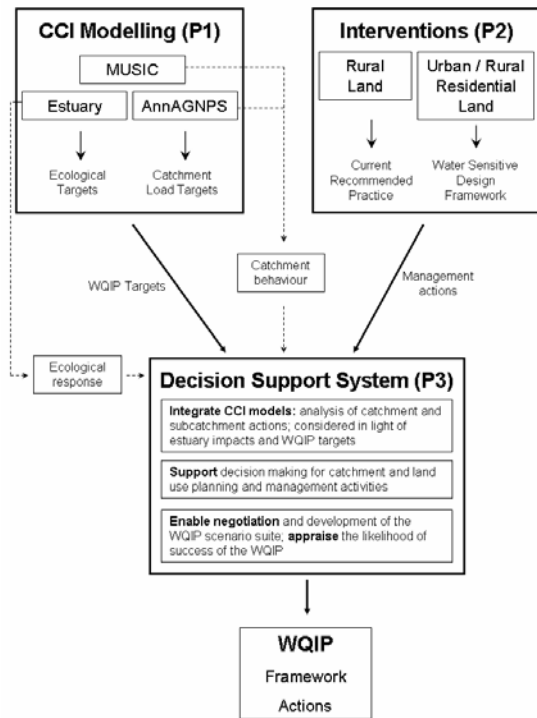 CCI Modelling (P1)
MUSIC
Estuary
AnnAGNPS
Ecological
Targets
Catchment
Load Targets
Interventions (P2)
Rural
Land
Urban / Rural
Residential
Land
Current
Recommended
Practice
Water Sensitive
Design
Framework
WQIP Targets
Catchment
behaviour
Management
actions
Ecological
response
Decision Support System (P3)
Integrate CCI models: analysis of catchment and
subcatchment actions; considered in light of
estuary impacts and WQIP targets
Support decision making for catchment and land
use planning and management activities
Enable negotiation and development of the
WQIP scenario suite; appraise the likelihood of
success of the WQIP
WQIP
Framework
Actions